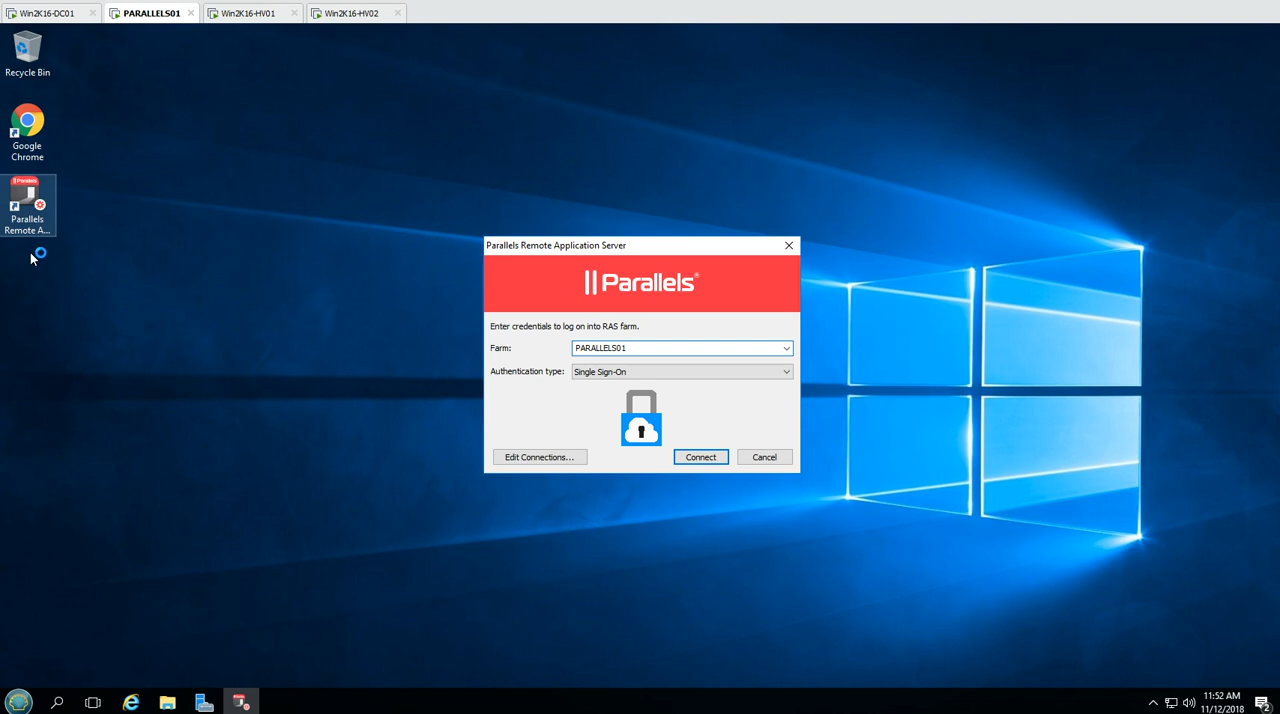 Win2K16-DC01
PARALLELS01
Win2K16-HV01
Win2K16-HV02
Recycle Bin
Google
Chrome
Parallels
Parallels
Remote A...
Parallels Remote Application Server
Parallels®
Enter credentials to log on into RAS farm.
Farm: PARALLELS01
Authentication type: Single Sign-On
Edit Connections... Connect Cancel
11:52 AM
11/12/2018
2